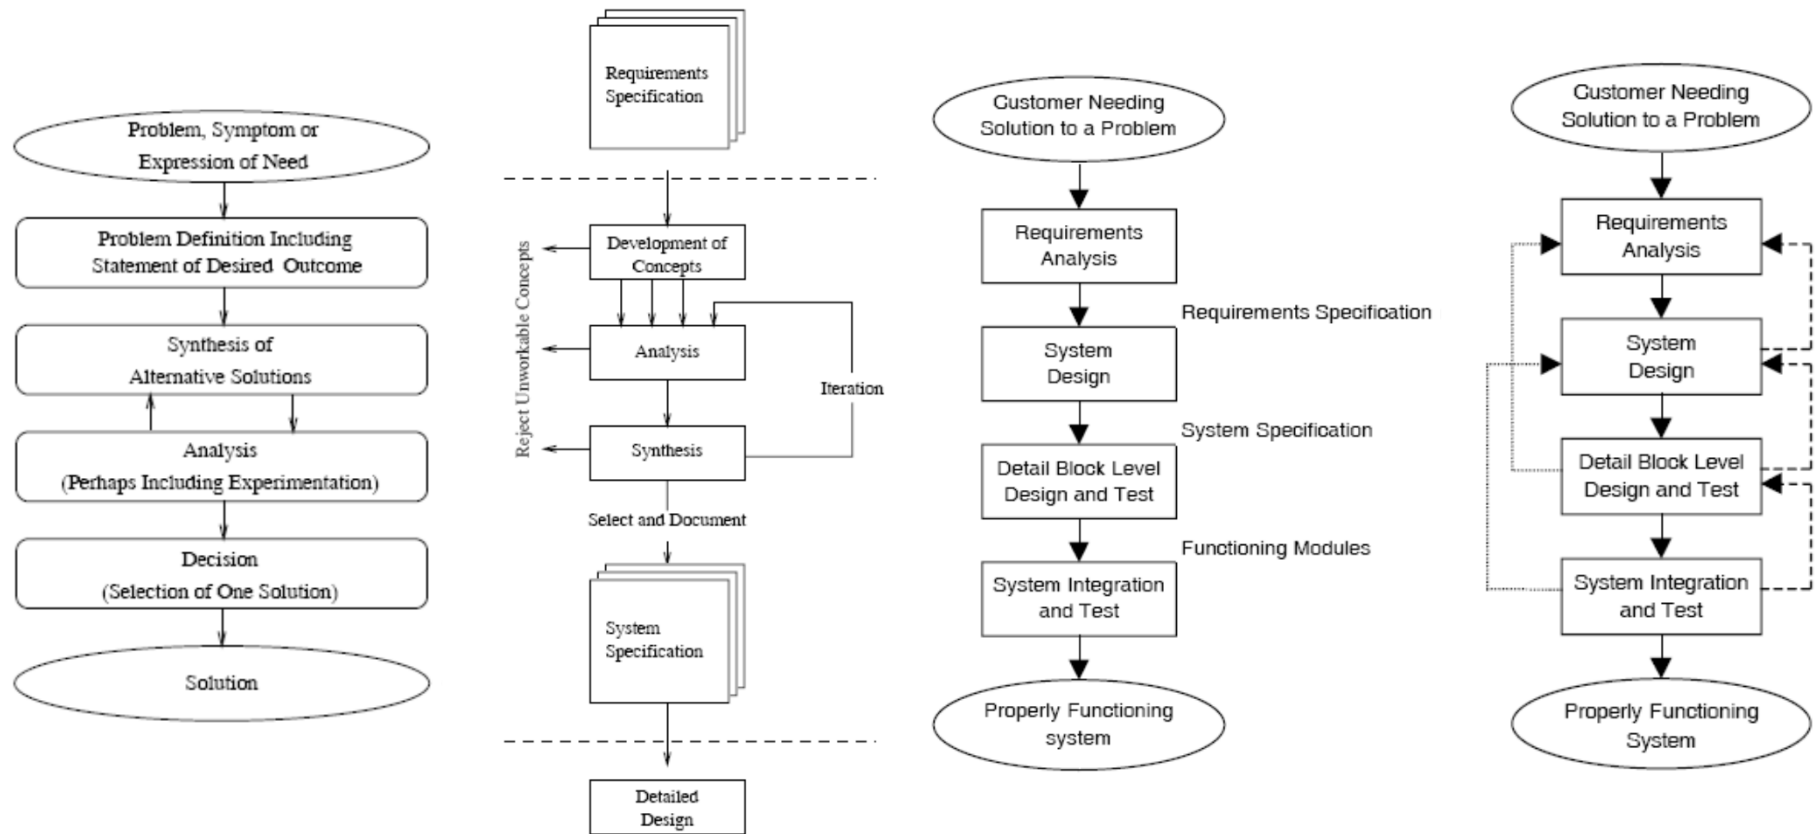 Problem, Symptom or
Expression of Need
Problem Definition Including
Statement of Desired Outcome
Synthesis of
Alternative Solutions
Analysis
(Perhaps Including Experimentation)
Decision
(Selection of One Solution)
Solution
Requirements
Specification
Development of
Concepts
Reject Unworkable Concepts
Analysis
Iteration
Synthesis
Select and Document
System
Specification
Detailed
Design
Customer Needing
Solution to a Problem
Requirements
Analysis
Requirements Specification
System
Design
System Specification
Detail Block Level
Design and Test
Functioning Modules
System Integration
and Test
Properly Functioning
system
Customer Needing
Solution to a Problem
Requirements
Analysis
System
Design
Detail Block Level
Design and Test
System Integration
and Test
Properly Functioning
System